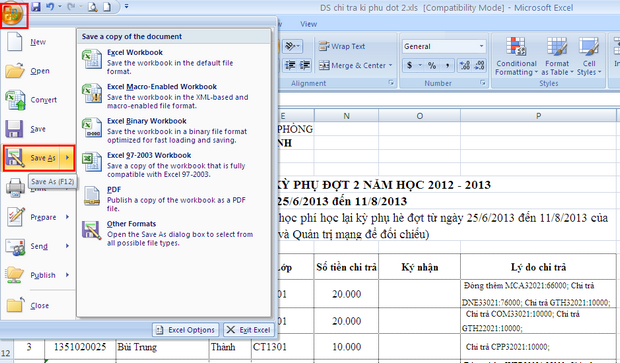 DS chi tra ki phu dot 2.xls [Compatibility Mode] - Microsoft Excel
New
Open
Convert
Save
Save As
Save As (F12)
Print
Prepare
Send
Publish
Close
Save a copy of the document
Excel Workbook
Save the workbook in the default file
format.
Excel Macro-Enabled Workbook
Save the workbook in the XML-based and
macro-enabled file format.
Excel Binary Workbook
Save the workbook in a binary file format
optimized for fast loading and saving.
Excel 97-2003 Workbook
Save a copy of the workbook that is fully
compatible with Excel 97-2003.
PDF
Publish a copy of the workbook as a PDF
file.
Other Formats
Open the Save As dialog box to select from
all possible file types.
Excel Options
Exit Excel
Wrap Text
Merge & Center
Alignment
General
$ % ,
Number
Conditional
Formatting
Format
as Table
Cell
Styles
Styles
E N O P
PHÒNG
NH
KỲ PHỤ ĐỢT 2 NĂM HỌC 2012 - 2013
25/6/2013 đến 11/8/2013
học phí học lại kỳ phụ hè đợt từ ngày 25/6/2013 đến 11/8/2013 của
và Quản trị mạng để đối chiếu)
Lớp Số tiền chi trả Ký nhận Lý do chi trả
01 20.000 Đóng thêm MCA32021:66000; Chi trả
DNE33021:76000; Chi trả GTH32021:10000;
01 20.000 Chi trả COM33021:10000; Chi trả
GTH22021:10000;
12 3 1351020025 Bùi Trung Thành CT1301 10.000 Chi trả CPP32021:10000;